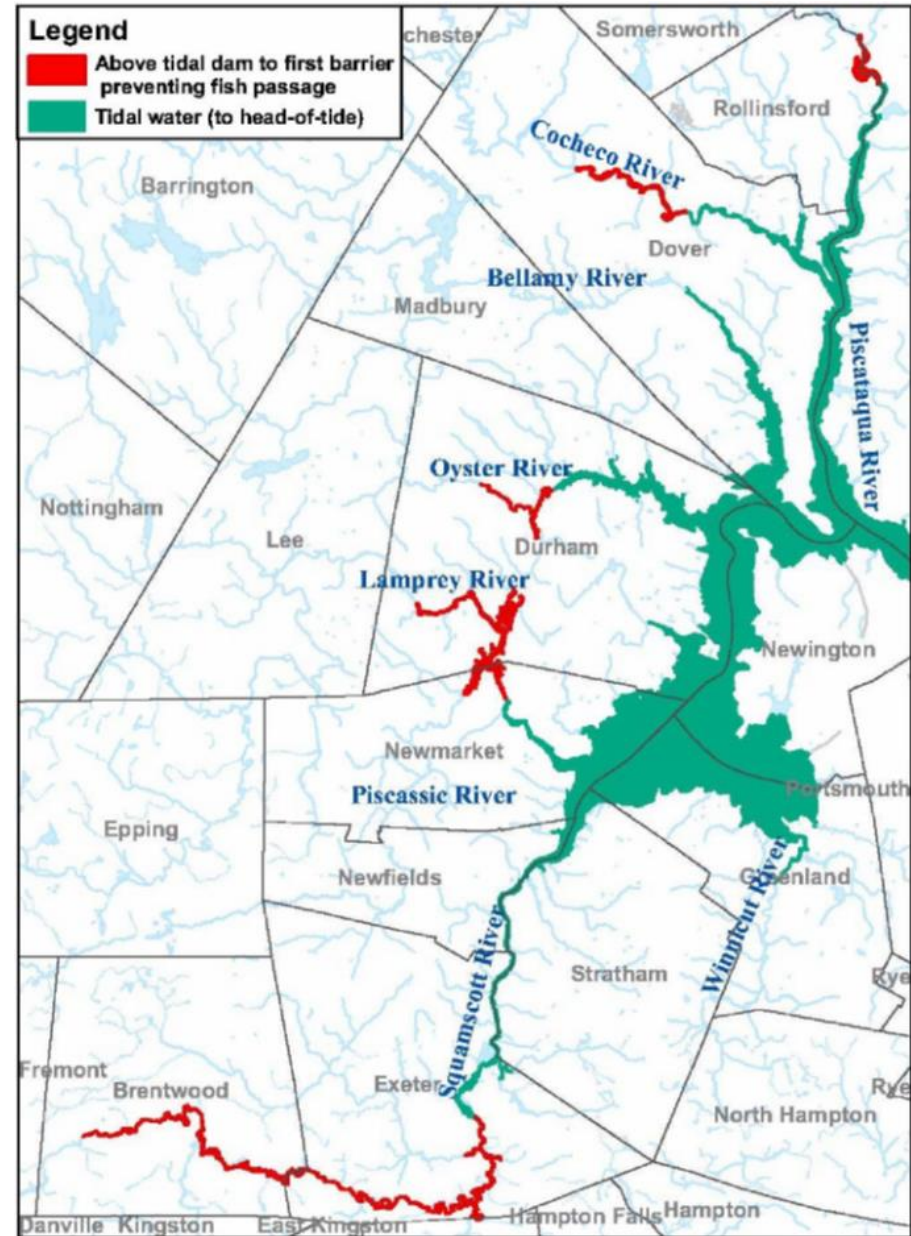 Legend
Above tidal dam to first barrier
preventing fish passage
Tidal water (to head-of-tide)
chester
Somersworth
Rollinsford
Cocheco River
Barrington
Dover
Bellamy River
Madbury
Piscataqua River
Oyster River
Nottingham
Lee
Durham
Lamprey River
Newington
Newmarket
Portsmouth
Piscassic River
Epping
Newfields
Greenland
Winnicut River
Squamscott River
Stratham
Rye
Fremont
Brentwood
Exeter
Rye
North Hampton
Danville Kingston East Kingston Hampton Falls Hampton